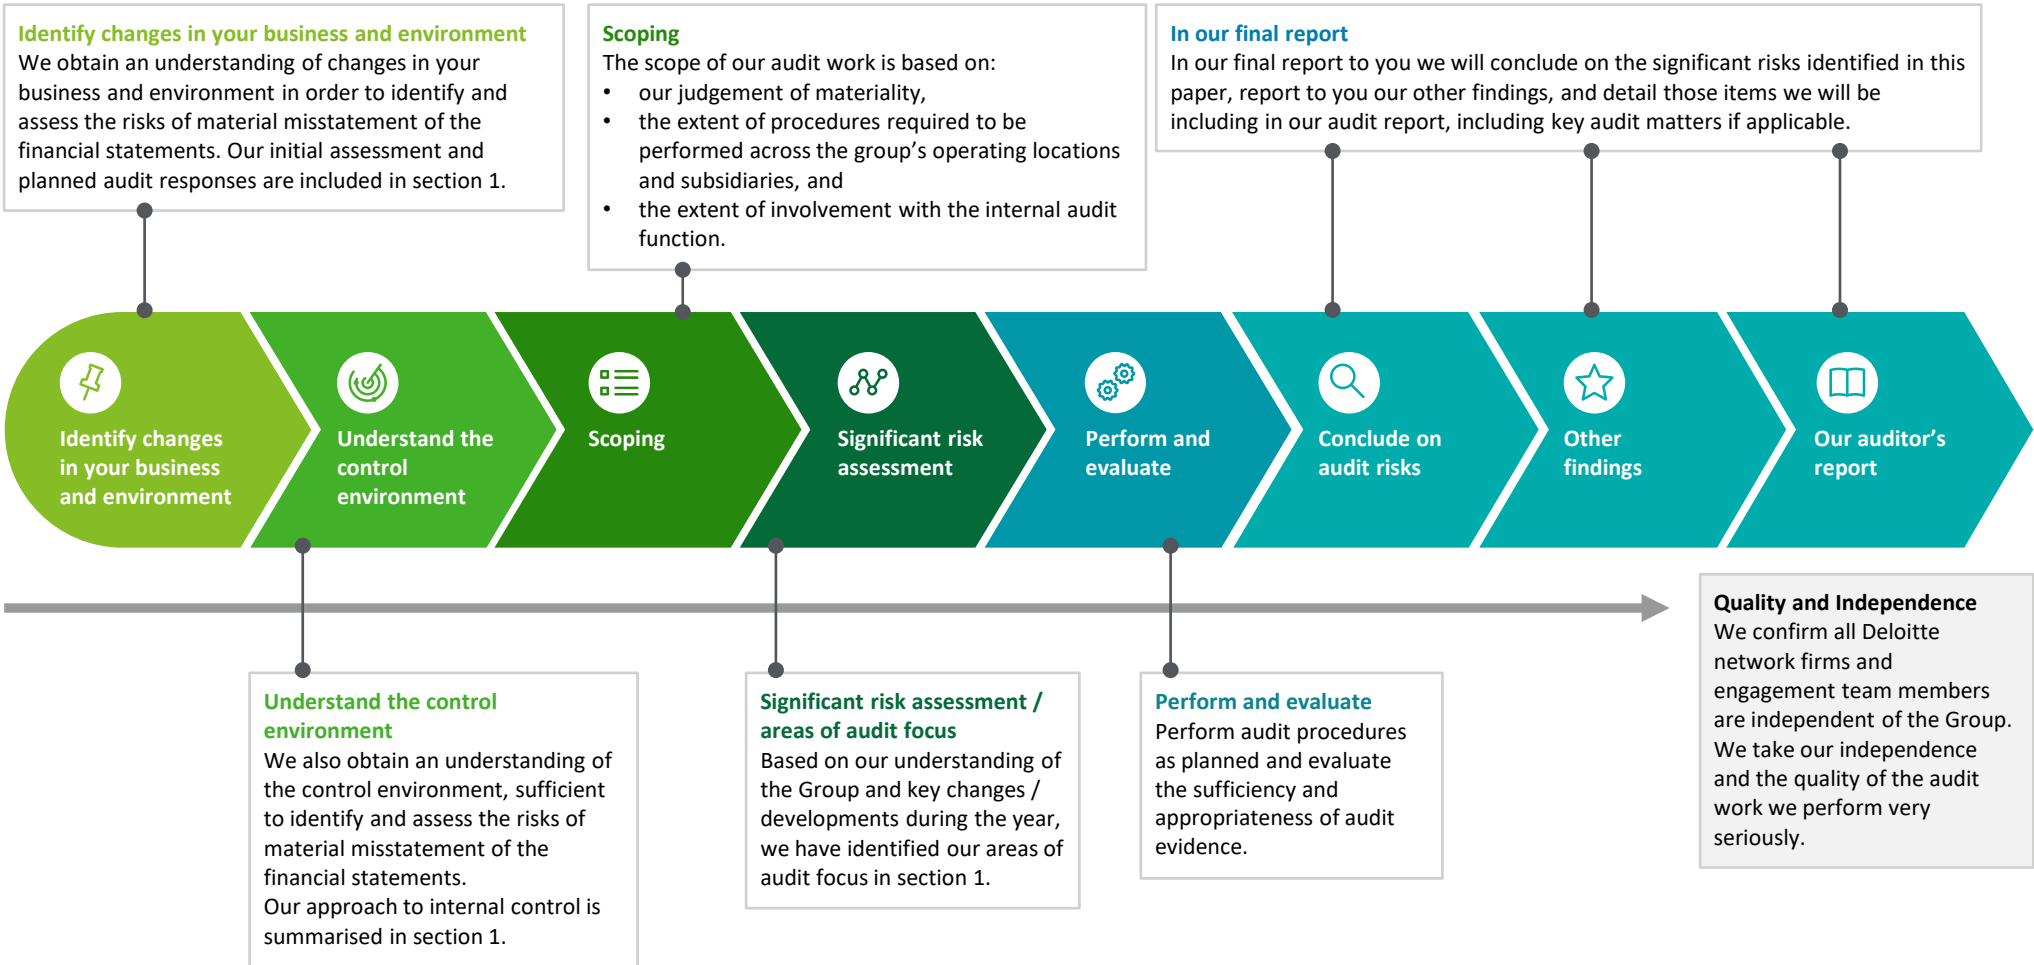 Identify changes in your business and environment
We obtain an understanding of changes in your
business and environment in order to identify and
assess the risks of material misstatement of the
financial statements. Our initial assessment and
planned audit responses are included in section 1.
Scoping
The scope of our audit work is based on:
• our judgement of materiality,
• the extent of procedures required to be
performed across the group’s operating locations
and subsidiaries, and
• the extent of involvement with the internal audit
function.
In our final report
In our final report to you we will conclude on the significant risks identified in this
paper, report to you our other findings, and detail those items we will be
including in our audit report, including key audit matters if applicable.
Identify changes
in your business
and environment
Understand the
control
environment
Scoping
Significant risk
assessment
Perform and
evaluate
Conclude on
audit risks
Other
findings
Our auditor’s
report
Understand the control
environment
We also obtain an understanding of
the control environment, sufficient
to identify and assess the risks of
material misstatement of the
financial statements.
Our approach to internal control is
summarised in section 1.
Significant risk assessment /
areas of audit focus
Based on our understanding of
the Group and key changes /
developments during the year,
we have identified our areas of
audit focus in section 1.
Perform and evaluate
Perform audit procedures
as planned and evaluate
the sufficiency and
appropriateness of audit
evidence.
Quality and Independence
We confirm all Deloitte
network firms and
engagement team members
are independent of the Group.
We take our independence
and the quality of the audit
work we perform very
seriously.